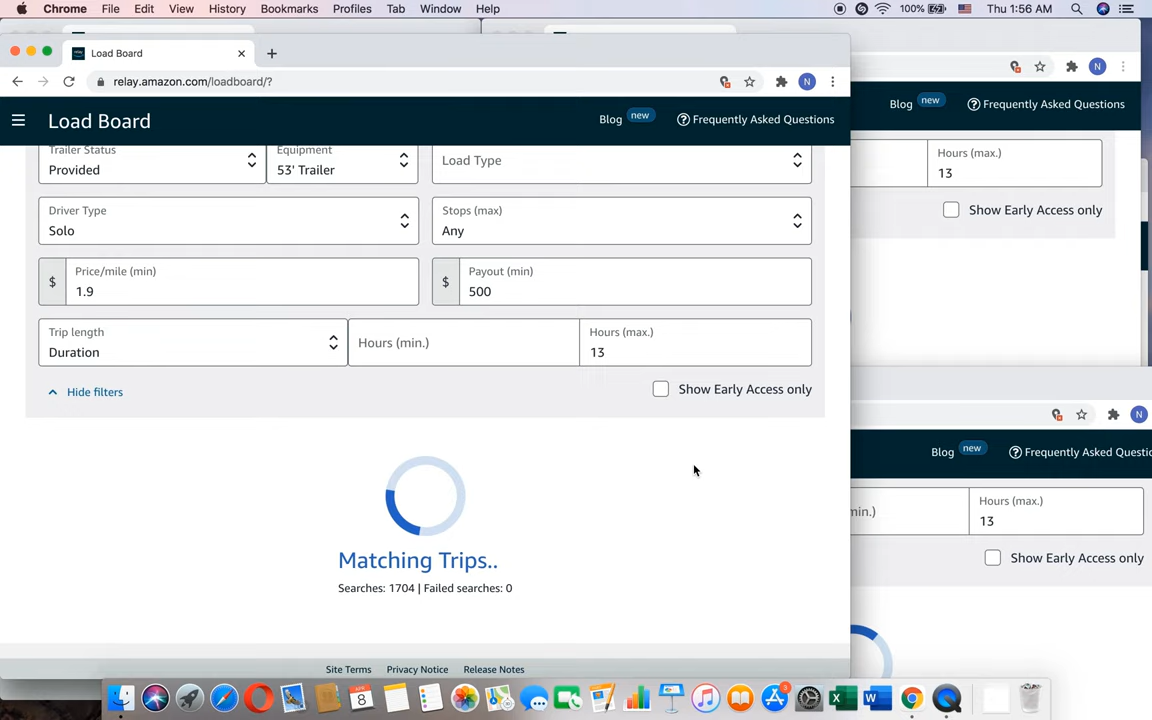 Chrome File Edit View History Bookmarks Profiles Tab Window Help 100% Thu 1:56 AM
Load Board
relay.amazon.com/loadboard/?
N
N
Load Board
Blog new Frequently Asked Questions
Blog new Frequently Asked Questions
Trailer Status
Provided
Equipment
53' Trailer
Load Type
Hours (max.)
13
Show Early Access only
Driver Type
Solo
Stops (max)
Any
Price/mile (min)
$ 1.9
Payout (min)
$ 500
Trip length
Duration
Hours (min.)
Hours (max.)
13
Hide filters
Show Early Access only
N
Blog new
min.)
Hours (max.)
13
Show Early Access only
Matching Trips..
Searches: 1704 | Failed searches: 0
Site Terms Privacy Notice Release Notes
8
X
W